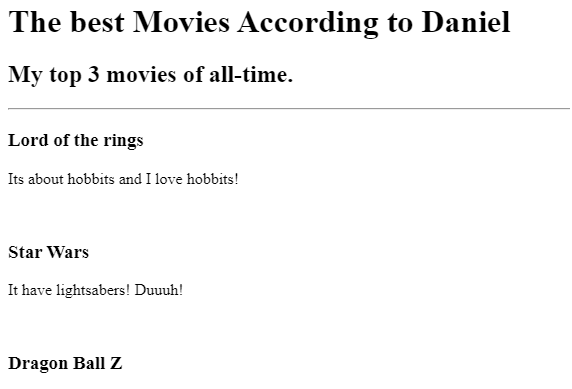 The best Movies According to Daniel
My top 3 movies of all-time.
Lord of the rings
Its about hobbits and I love hobbits!
Star Wars
It have lightsabers! Duuuh!
Dragon Ball Z